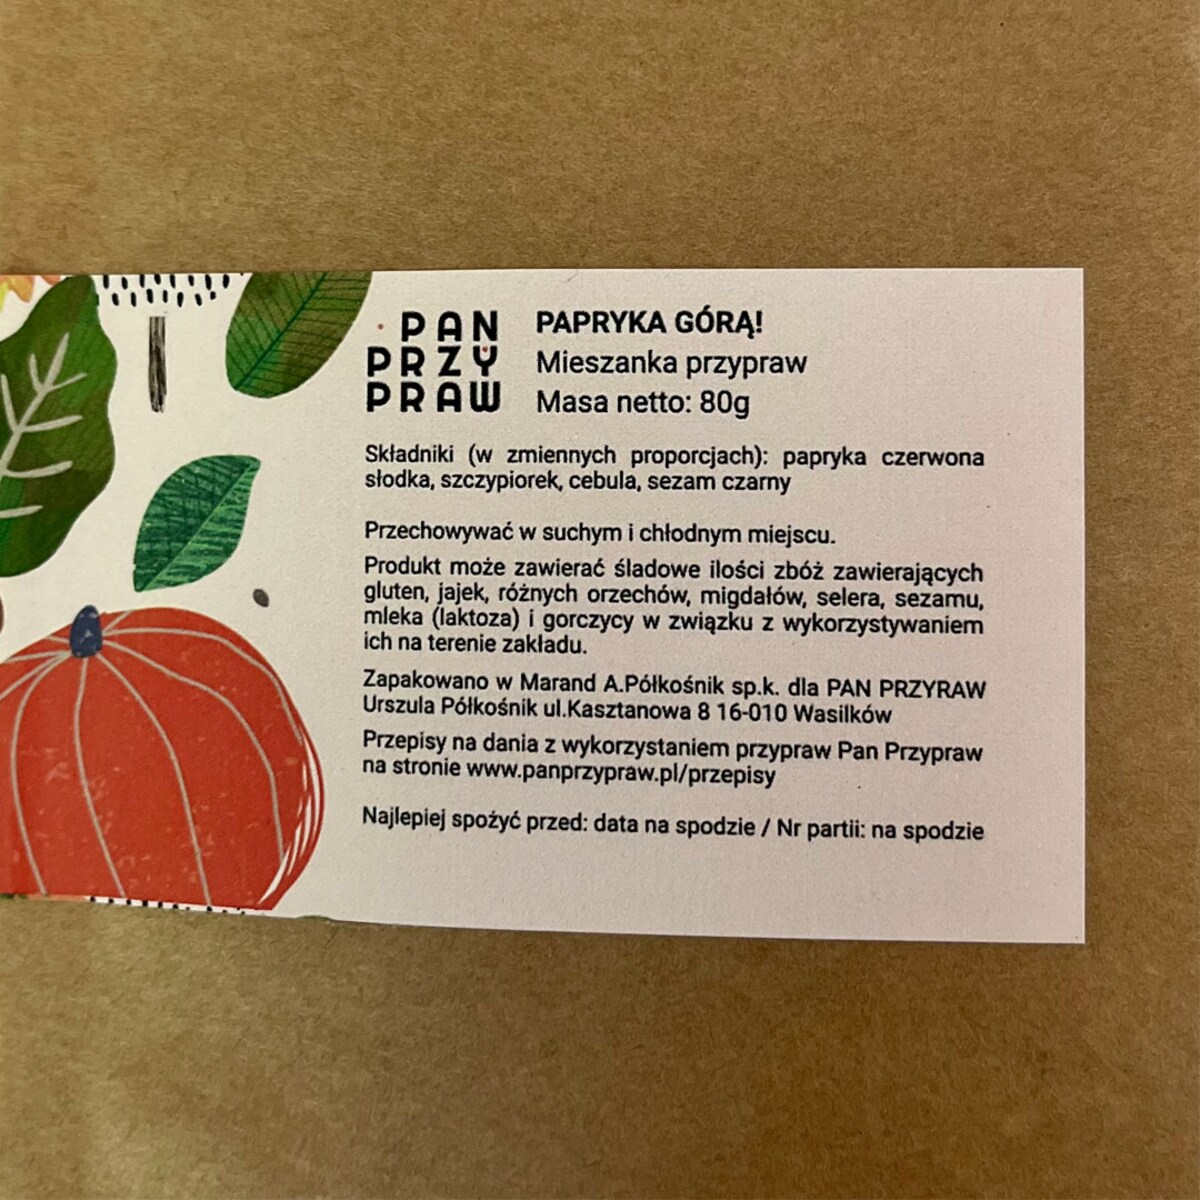 PAN
PRZY
PRAW
PAPRYKA GÓRĄ!
Mieszanka przypraw
Masa netto: 80g
Składniki (w zmiennych proporcjach): papryka czerwona
słodka, szczypiorek, cebula, sezam czarny
Przechowywać w suchym i chłodnym miejscu.
Produkt może zawierać śladowe ilości zbóż zawierających
gluten, jajek, różnych orzechów, migdałów, selera, sezamu,
mleka (laktoza) i gorczycy w związku z wykorzystywaniem
ich na terenie zakładu.
Zapakowano w Marand A.Półkośnik sp.k. dla PAN PRZYRAW
Urszula Półkośnik ul.Kasztanowa 8 16-010 Wasilków
Przepisy na dania z wykorzystaniem przypraw Pan Przypraw
na stronie www.panprzypraw.pl/przepisy
Najlepiej spożyć przed: data na spodzie / Nr partii: na spodzie